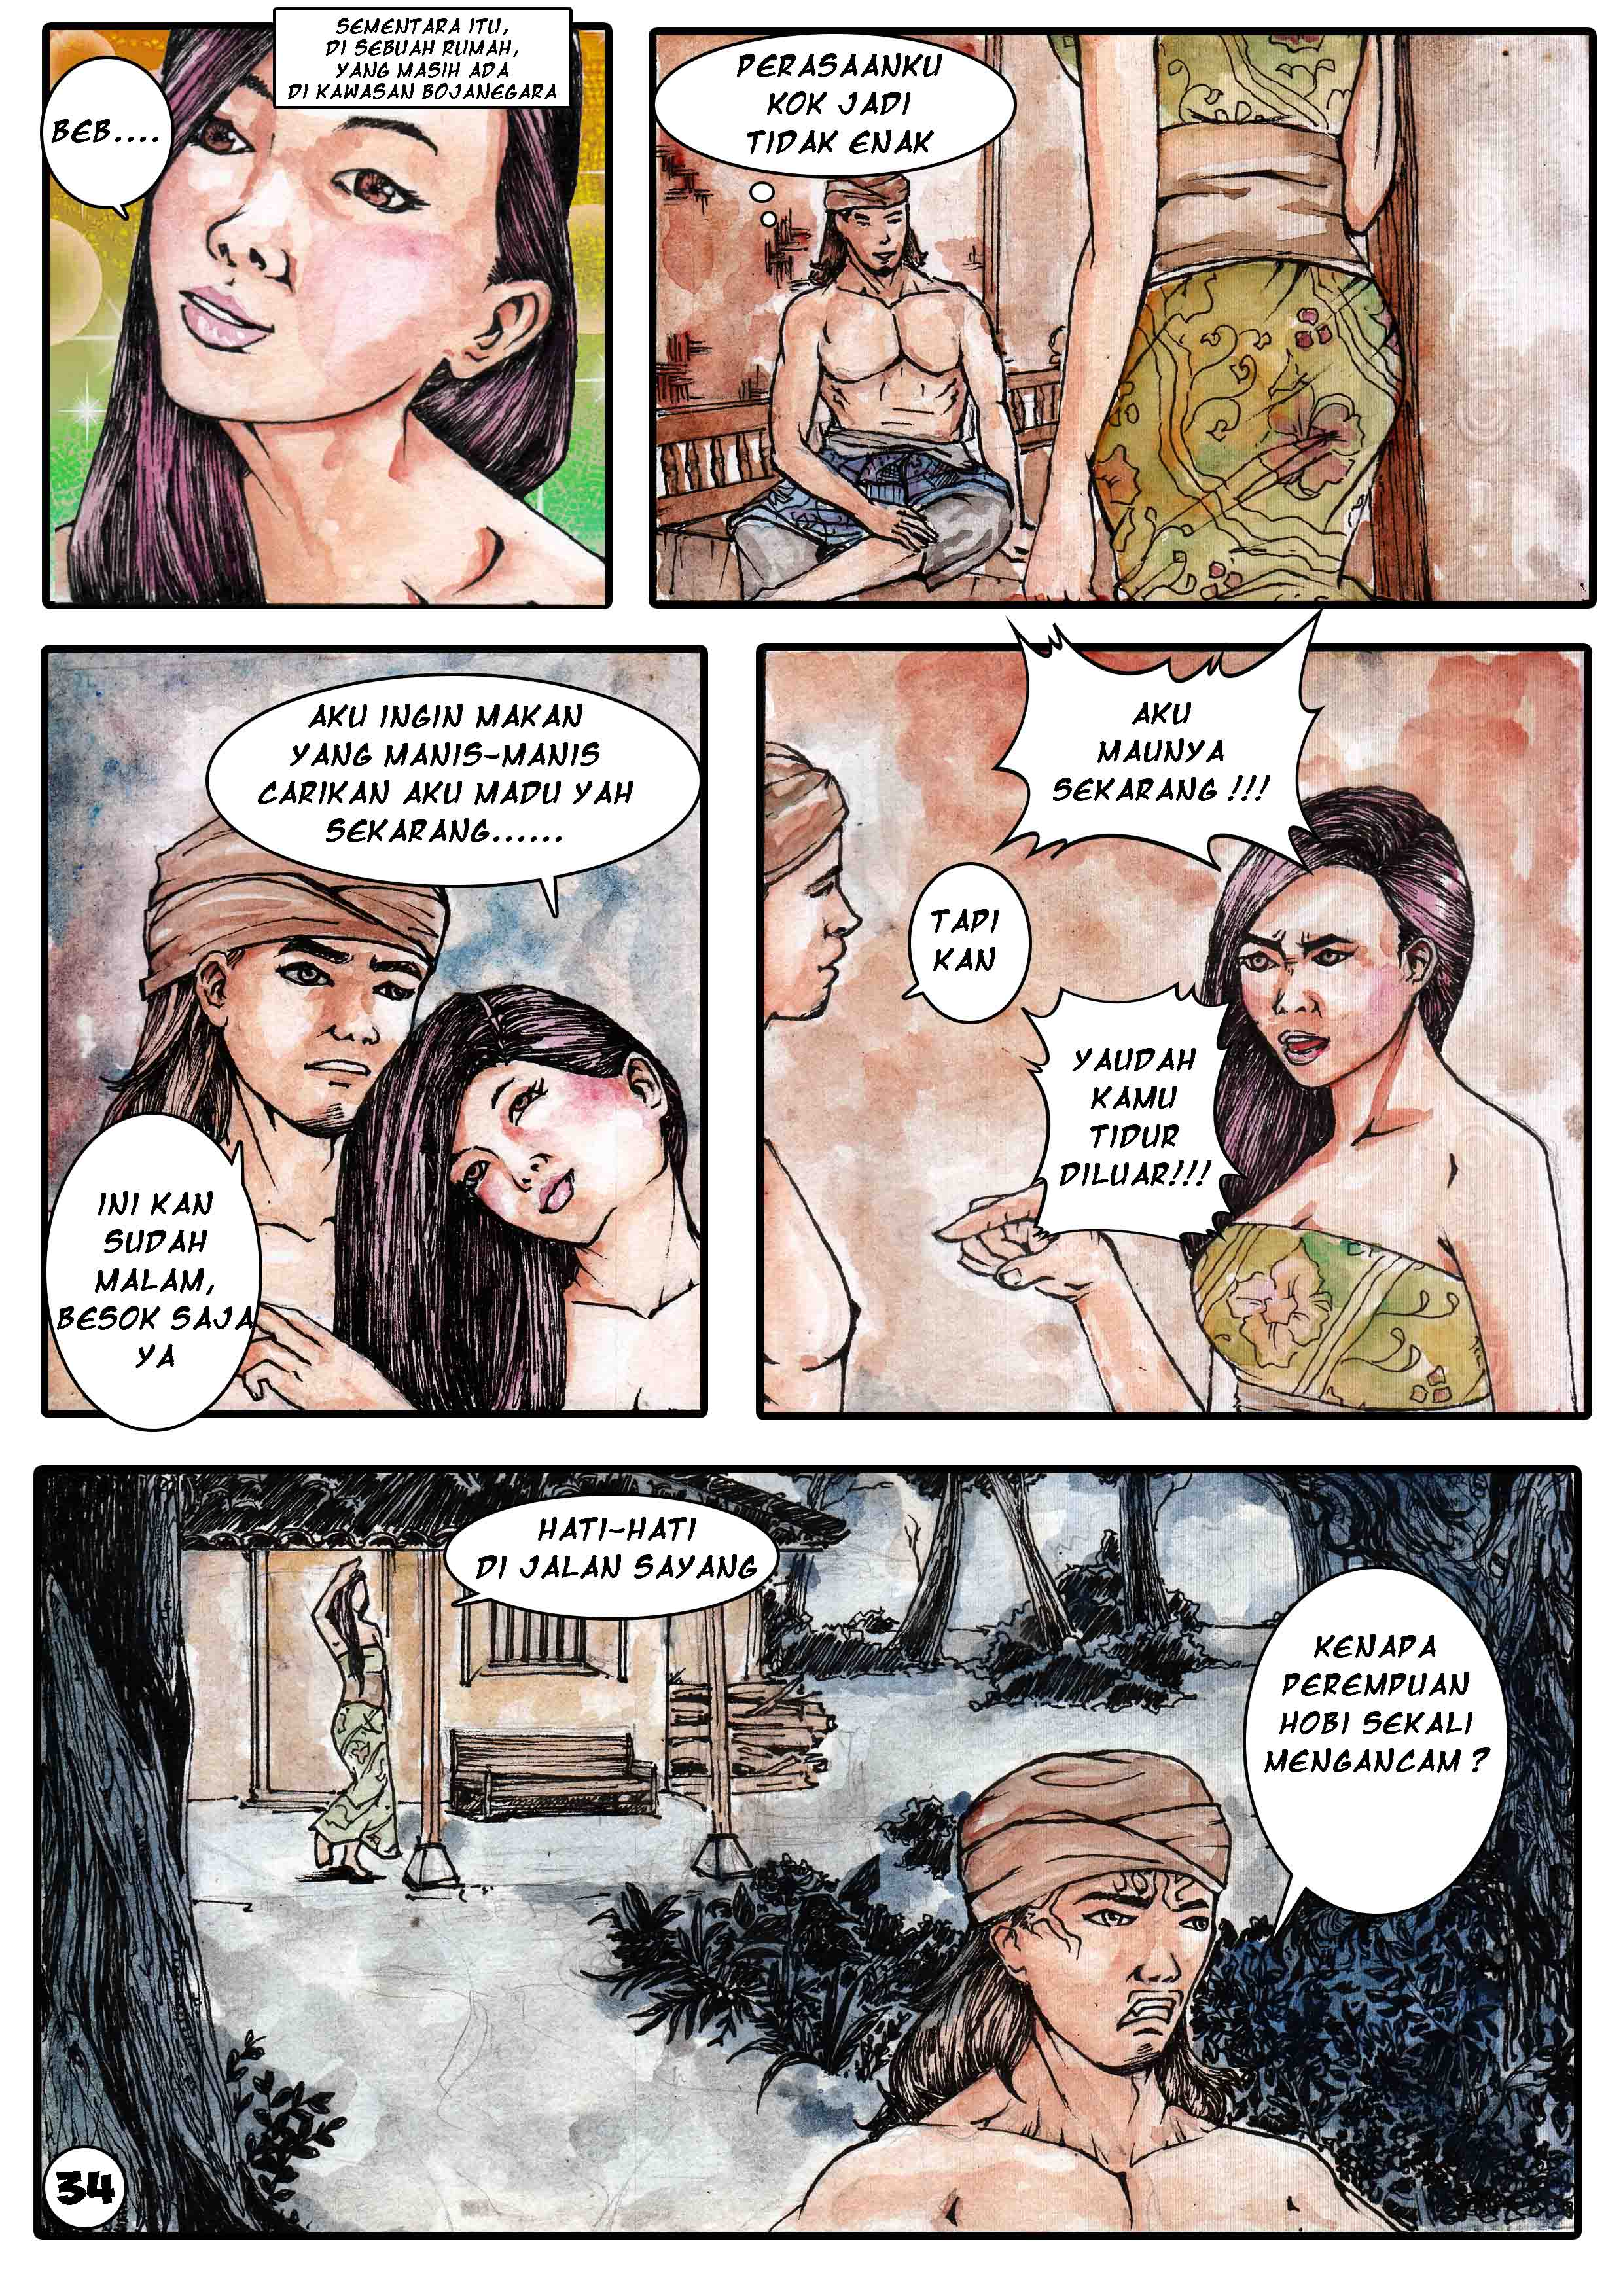 SEMENTARA ITU,
DI SEBUAH RUMAH,
YANG MASIH ADA
DI KAWASAN BOJANEGARA
BEB....
PERASAANKU
KOK JADI
TIDAK ENAK
AKU INGIN MAKAN
YANG MANIS-MANIS
CARIKAN AKU MADU YAH
SEKARANG......
INI KAN
SUDAH
MALAM,
BESOK SAJA
YA
AKU
MAUNYA
SEKARANG !!!
TAPI
KAN
YAUDAH
KAMU
TIDUR
DILUAR!!!
HATI-HATI
DI JALAN SAYANG
KENAPA
PEREMPUAN
HOBI SEKALI
MENGANCAM ?
34